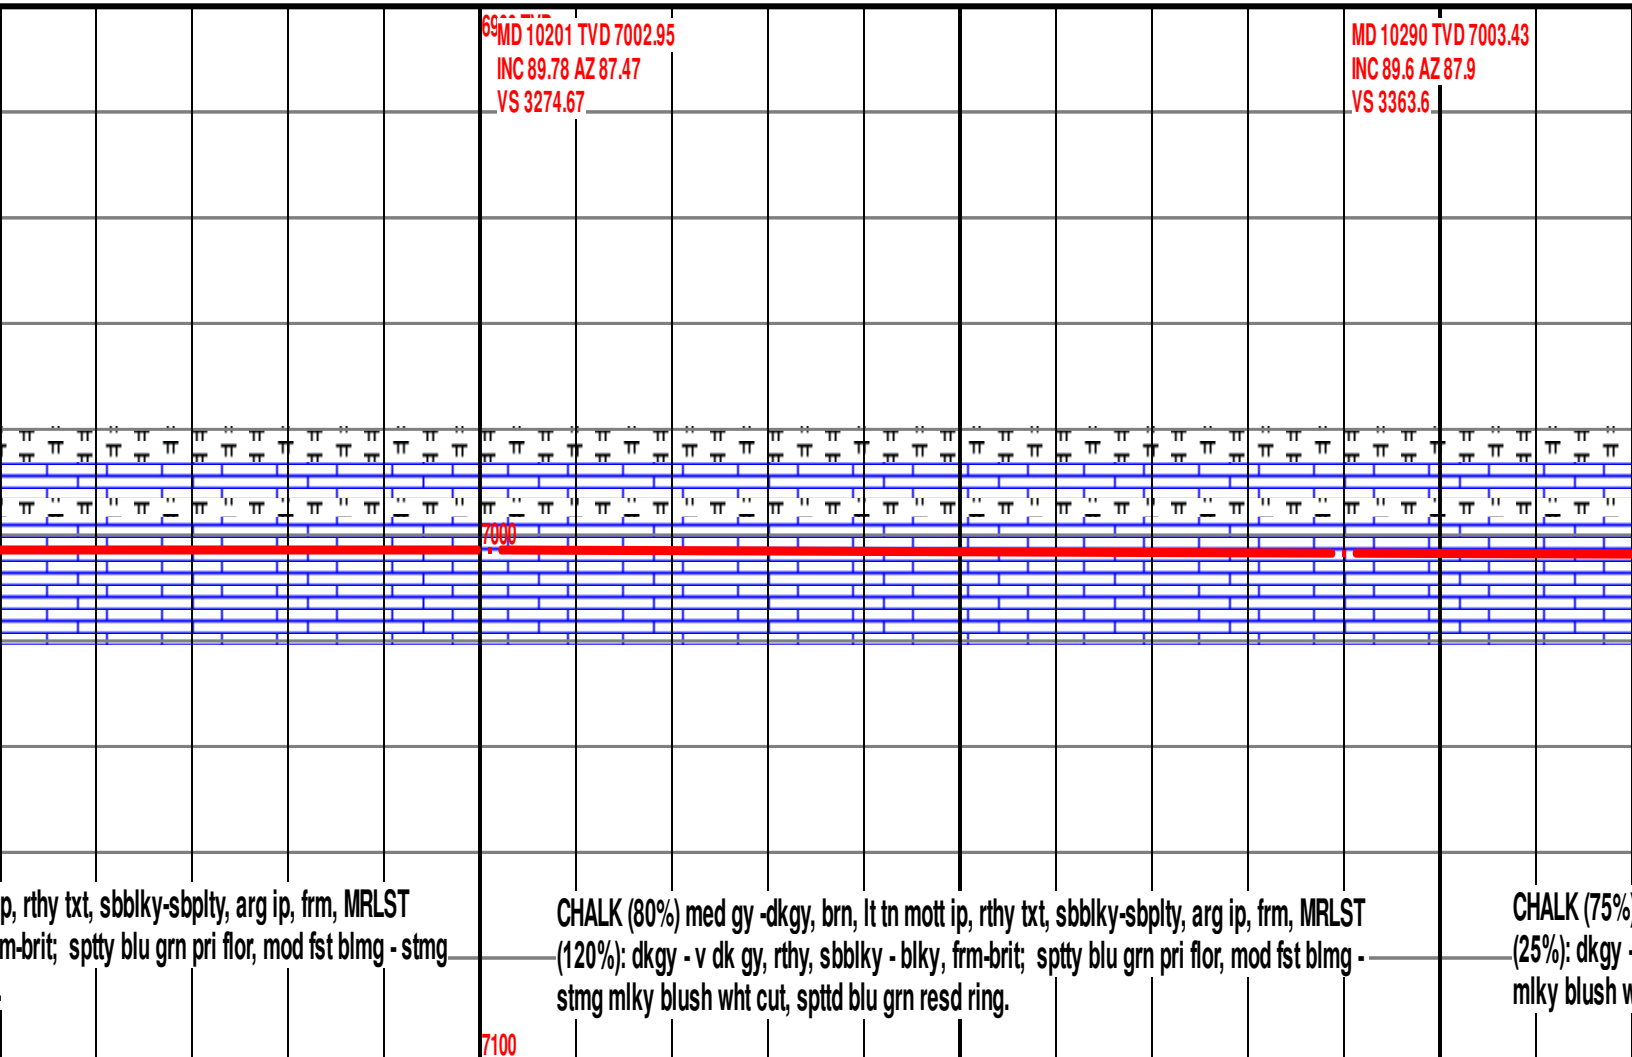 MD 10201 TVD 7002.95
INC 89.78 AZ 87.47
VS 3274.67
MD 10290 TVD 7003.43
INC 89.6 AZ 87.9
VS 3363.6
7000
p, rthy txt, sbblky-sbplty, arg ip, frm, MRLST
m-brit; sptty blu grn pri flor, mod fst blmg - stmg
CHALK (80%) med gy -dkgy, brn, lt tn mott ip, rthy txt, sbblky-sbplty, arg ip, frm, MRLST
(120%): dkgy - v dk gy, rthy, sbblky - blky, frm-brit; sptty blu grn pri flor, mod fst blmg -
stmg mlky blush wht cut, spttd blu grn resd ring.
CHALK (75%)
(25%): dkgy -
mlky blush w
7100